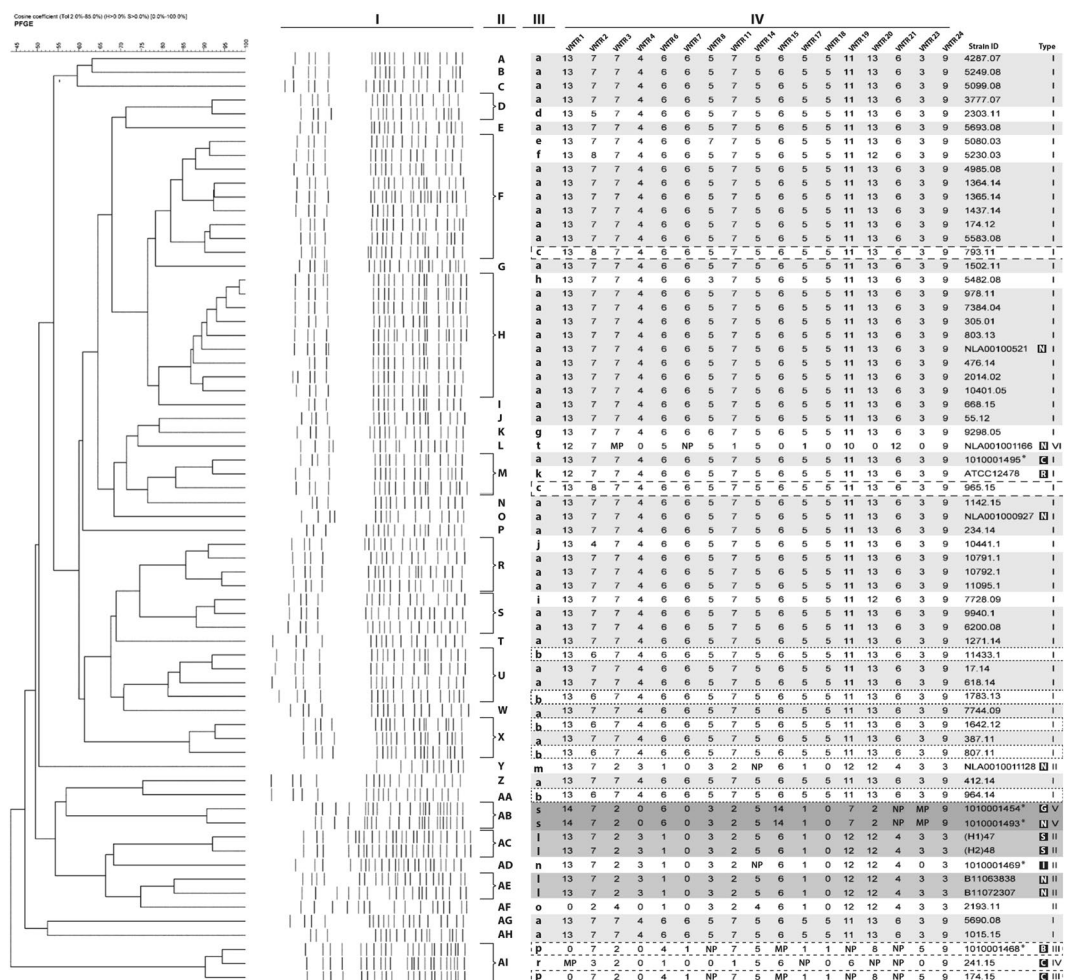 Cosine coefficient (Tol 2.0%-85.0%) (H>0.0% S>0.0%) [0.0%-100.0%]
PFGE
I II III IV
45 50 55 60 65 70 75 80 85 90 95 100
VNTR1 VNTR2 VNTR3 VNTR4 VNTR6 VNTR7 VNTR8 VNTR11 VNTR14 VNTR15 VNTR17 VNTR18 VNTR19 VNTR20 VNTR21 VNTR23 VNTR24 Strain ID Type
A a 13 7 7 4 6 6 5 7 5 6 5 5 11 13 6 3 9 4287.07 I
B a 13 7 7 4 6 6 5 7 5 6 5 5 11 13 6 3 9 5249.08 I
C a 13 7 7 4 6 6 5 7 5 6 5 5 11 13 6 3 9 5099.08 I
D a 13 7 7 4 6 6 5 7 5 6 5 5 11 13 6 3 9 3777.07 I
d 13 5 7 4 6 6 5 7 5 6 5 5 11 13 6 3 9 2303.11 I
E a 13 7 7 4 6 6 5 7 5 6 5 5 11 13 6 3 9 5693.08 I
e 13 7 7 4 6 6 7 7 5 6 5 5 11 13 6 3 9 5080.03 I
f 13 8 7 4 6 6 5 7 5 6 5 5 11 12 6 3 9 5230.03 I
a 13 7 7 4 6 6 5 7 5 6 5 5 11 13 6 3 9 4985.08 I
a 13 7 7 4 6 6 5 7 5 6 5 5 11 13 6 3 9 1364.14 I
F a 13 7 7 4 6 6 5 7 5 6 5 5 11 13 6 3 9 1365.14 I
a 13 7 7 4 6 6 5 7 5 6 5 5 11 13 6 3 9 1437.14 I
a 13 7 7 4 6 6 5 7 5 6 5 5 11 13 6 3 9 174.12 I
a 13 7 7 4 6 6 5 7 5 6 5 5 11 13 6 3 9 5583.08 I
c 13 8 7 4 6 6 5 7 5 6 5 5 11 13 6 3 9 793.11 I
G a 13 7 7 4 6 6 5 7 5 6 5 5 11 13 6 3 9 1502.11 I
h 13 7 7 4 6 6 3 7 5 6 5 5 11 13 6 3 9 5482.08 I
a 13 7 7 4 6 6 5 7 5 6 5 5 11 13 6 3 9 978.11 I
a 13 7 7 4 6 6 5 7 5 6 5 5 11 13 6 3 9 7384.04 I
a 13 7 7 4 6 6 5 7 5 6 5 5 11 13 6 3 9 305.01 I
H a 13 7 7 4 6 6 5 7 5 6 5 5 11 13 6 3 9 803.13 I
a 13 7 7 4 6 6 5 7 5 6 5 5 11 13 6 3 9 NLA00100521 N I
a 13 7 7 4 6 6 5 7 5 6 5 5 11 13 6 3 9 476.14 I
a 13 7 7 4 6 6 5 7 5 6 5 5 11 13 6 3 9 2014.02 I
a 13 7 7 4 6 6 5 7 5 6 5 5 11 13 6 3 9 10401.05 I
I a 13 7 7 4 6 6 5 7 5 6 5 5 11 13 6 3 9 668.15 I
J a 13 7 7 4 6 6 5 7 5 6 5 5 11 13 6 3 9 55.12 I
K g 13 7 7 4 6 6 6 7 5 6 5 5 11 13 6 3 9 9298.05 I
L t 12 7 MP 0 5 NP 5 1 5 0 1 0 10 0 12 0 9 NLA001001166 N VI
a 13 7 7 4 6 6 5 7 5 6 5 5 11 13 6 3 9 1010001495* C I
M k 12 7 7 4 6 6 5 7 5 6 5 5 11 13 6 3 9 ATCC12478 R I
c 13 8 7 4 6 6 5 7 5 6 5 5 11 13 6 3 9 965.15 I
N a 13 7 7 4 6 6 5 7 5 6 5 5 11 13 6 3 9 1142.15 I
O a 13 7 7 4 6 6 5 7 5 6 5 5 11 13 6 3 9 NLA001000927 N I
P a 13 7 7 4 6 6 5 7 5 6 5 5 11 13 6 3 9 234.14 I
j 13 4 7 4 6 6 5 7 5 6 5 5 11 13 6 3 9 10441.1 I
R a 13 7 7 4 6 6 5 7 5 6 5 5 11 13 6 3 9 10791.1 I
a 13 7 7 4 6 6 5 7 5 6 5 5 11 13 6 3 9 10792.1 I
a 13 7 7 4 6 6 5 7 5 6 5 5 11 13 6 3 9 11095.1 I
i 13 7 7 4 6 6 5 7 5 6 5 5 11 12 6 3 9 7728.09 I
S a 13 7 7 4 6 6 5 7 5 6 5 5 11 13 6 3 9 9940.1 I
a 13 7 7 4 6 6 5 7 5 6 5 5 11 13 6 3 9 6200.08 I
T a 13 7 7 4 6 6 5 7 5 6 5 5 11 13 6 3 9 1271.14 I
b 13 6 7 4 6 6 5 7 5 6 5 5 11 13 6 3 9 11433.1 I
U a 13 7 7 4 6 6 5 7 5 6 5 5 11 13 6 3 9 17.14 I
a 13 7 7 4 6 6 5 7 5 6 5 5 11 13 6 3 9 618.14 I
b 13 6 7 4 6 6 5 7 5 6 5 5 11 13 6 3 9 1783.13 I
W a 13 7 7 4 6 6 5 7 5 6 5 5 11 13 6 3 9 7744.09 I
b 13 6 7 4 6 6 5 7 5 6 5 5 11 13 6 3 9 1642.12 I
X a 13 7 7 4 6 6 5 7 5 6 5 5 11 13 6 3 9 387.11 I
b 13 6 7 4 6 6 5 7 5 6 5 5 11 13 6 3 9 807.11 I
Y m 13 7 2 3 1 0 3 2 NP 6 1 0 12 12 4 3 3 NLA0010011128 N II
Z a 13 7 7 4 6 6 5 7 5 6 5 5 11 13 6 3 9 412.14 I
AA b 13 6 7 4 6 6 5 7 5 6 5 5 11 13 6 3 9 964.14 I
AB s 14 7 2 0 6 0 3 2 5 14 1 0 7 2 NP MP 9 1010001454* G V
s 14 7 2 0 6 0 3 2 5 14 1 0 7 2 NP MP 9 1010001493* N V
AC l 13 7 2 3 1 0 3 2 5 6 1 0 12 12 4 3 3 (H1)47 S II
l 13 7 2 3 1 0 3 2 5 6 1 0 12 12 4 3 3 (H2)48 S II
AD n 13 7 2 3 1 0 3 2 NP 6 1 0 12 12 4 0 3 1010001469* I II
AE l 13 7 2 3 1 0 3 2 5 6 1 0 12 12 4 3 3 B11063838 N II
l 13 7 2 3 1 0 3 2 5 6 1 0 12 12 4 3 3 B11072307 N II
AF o 0 2 4 0 1 0 3 2 4 6 1 0 12 12 4 3 3 2193.11 II
AG a 13 7 7 4 6 6 5 7 5 6 5 5 11 13 6 3 9 5690.08 I
AH a 13 7 7 4 6 6 5 7 5 6 5 5 11 13 6 3 9 1015.15 I
p 0 7 2 0 4 1 NP 7 5 MP 1 1 NP 8 NP 5 9 1010001468* B III
AI r MP 3 2 0 1 0 0 1 5 6 NP 0 6 NP NP 0 9 241.15 C IV
p 0 7 2 0 4 1 NP 7 5 MP 1 1 NP 8 NP 5 9 174.15 C III